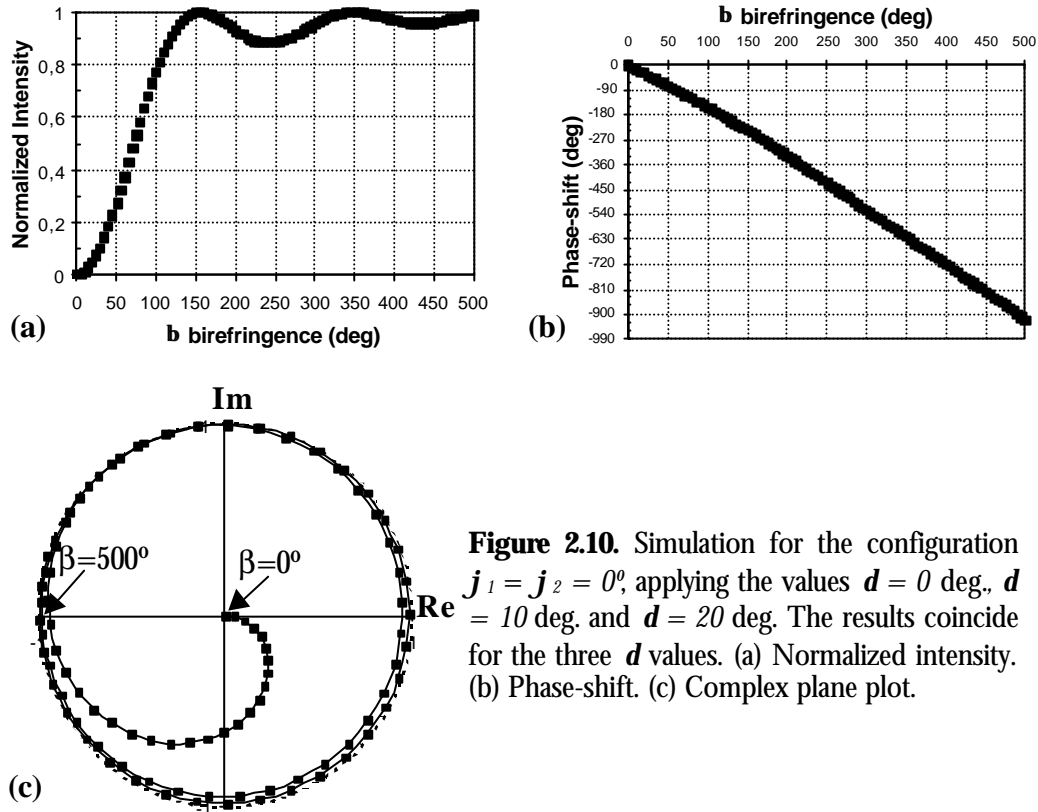 1
0,8
0,6
0,4
0,2
0
Normalized Intensity
0 50 100 150 200 250 300 350 400 450 500
b birefringence (deg)
(a)
b birefringence (deg)
0 50 100 150 200 250 300 350 400 450 500
0
-90
-180
-270
-360
-450
-540
-630
-720
-810
-900
-990
Phase-shift (deg)
(b)
Im
β=500º
β=0º
Re
(c)
Figure 2.10. Simulation for the configuration
j 1 = j 2 = 0º, applying the values d = 0 deg., d
= 10 deg. and d = 20 deg. The results coincide
for the three d values. (a) Normalized intensity.
(b) Phase-shift. (c) Complex plane plot.